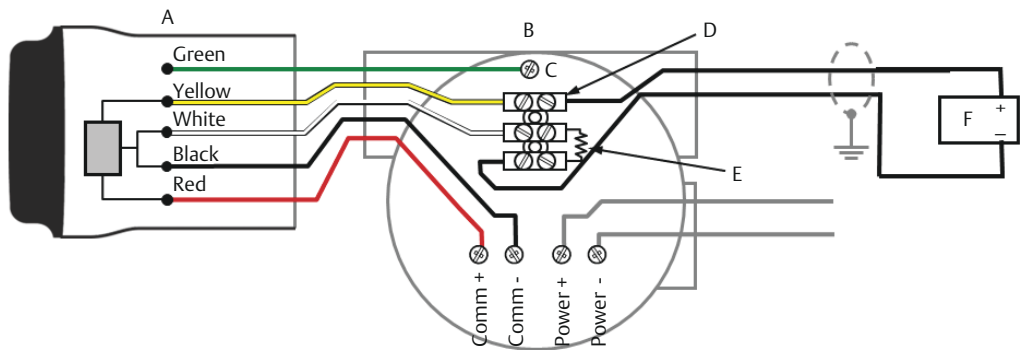 A
B
D
Green
C
Yellow
White
Black
Red
E
F
+
–
Comm +
Comm -
Power +
Power -